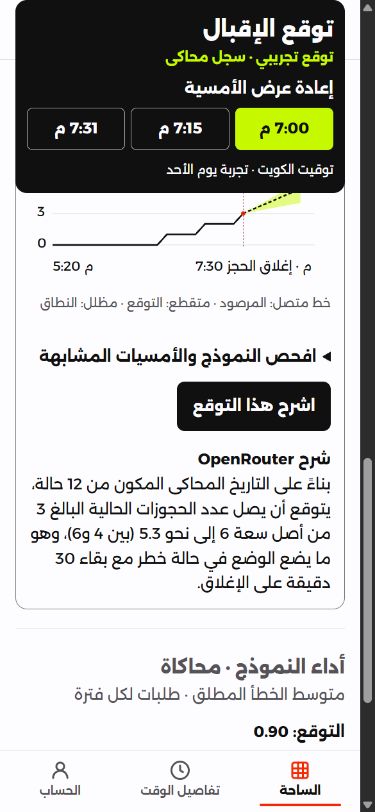 توقع الإقبال
توقع تجريبي · سجل محاكى
إعادة عرض الأمسية
7:00 م
7:15 م
7:31 م
توقيت الكويت · تجربة يوم الأحد
3
0
5:20 م
7:30 م · إغلاق الحجز
خط متصل: المرصود · متقطع: التوقع · مظلل: النطاق
افحص النموذج والأمسيات المشابهة
اشرح هذا التوقع
شرح OpenRouter
بناءً على التاريخ المحاكى المكون من 12 حالة،
يتوقع أن يصل عدد الحجوزات الحالية البالغ 3
من أصل سعة 6 إلى نحو 5.3 (بين 4 و6)، وهو
ما يضع الوضع في حالة خطر مع بقاء 30
دقيقة على الإغلاق.
أداء النموذج · محاكاة
متوسط الخطأ المطلق · طلبات لكل فترة
التوقع: 0.90
الساحة
تفاصيل الوقت
الحساب